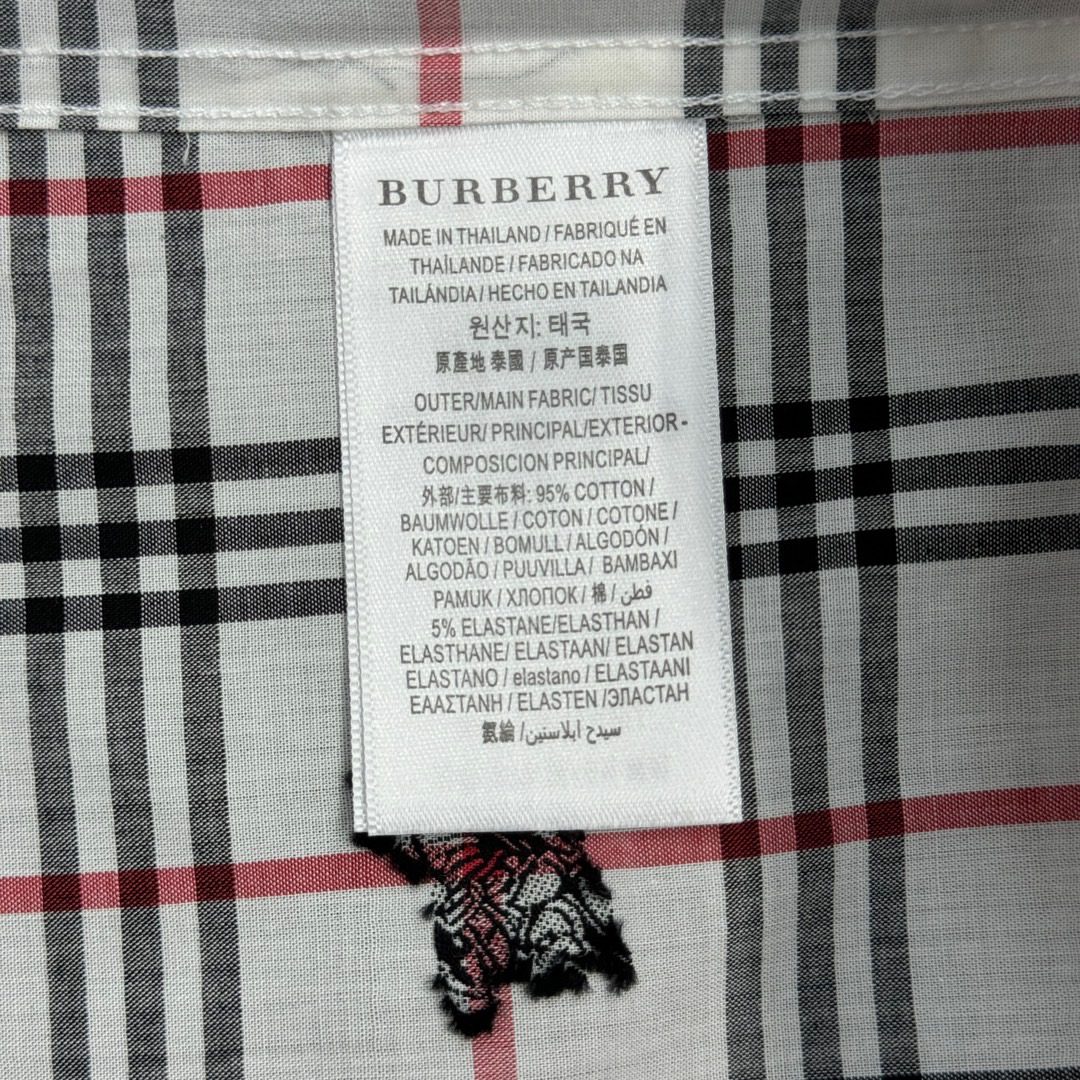 BURBERRY
MADE IN THAILAND / FABRIQUÉ EN
THAÏLANDE / FABRICADO NA
TAILÁNDIA / HECHO EN TAILANDIA
원산지: 태국
原產地 泰國 / 原产国泰国
OUTER/MAIN FABRIC/ TISSU
EXTÉRIEUR/ PRINCIPAL/EXTERIOR-
COMPOSICION PRINCIPAL/
外部/主要布料: 95% COTTON /
BAUMWOLLE / COTON / COTONE /
KATOEN / BOMULL / ALGODÓN /
ALGODÃO / PUUVILLA / BAMBAXI
PAMUK / ХЛОПОК / 棉 / قطن
5% ELASTANE/ELASTHAN /
ELASTHANE/ ELASTAAN/ ELASTAN
ELASTANO / elastano / ELASTAANI
ΕΛΑΣΤΑΝΗ / ELASTEN /ЭЛАСТАН
氨綸 /سيدح ابلاستين